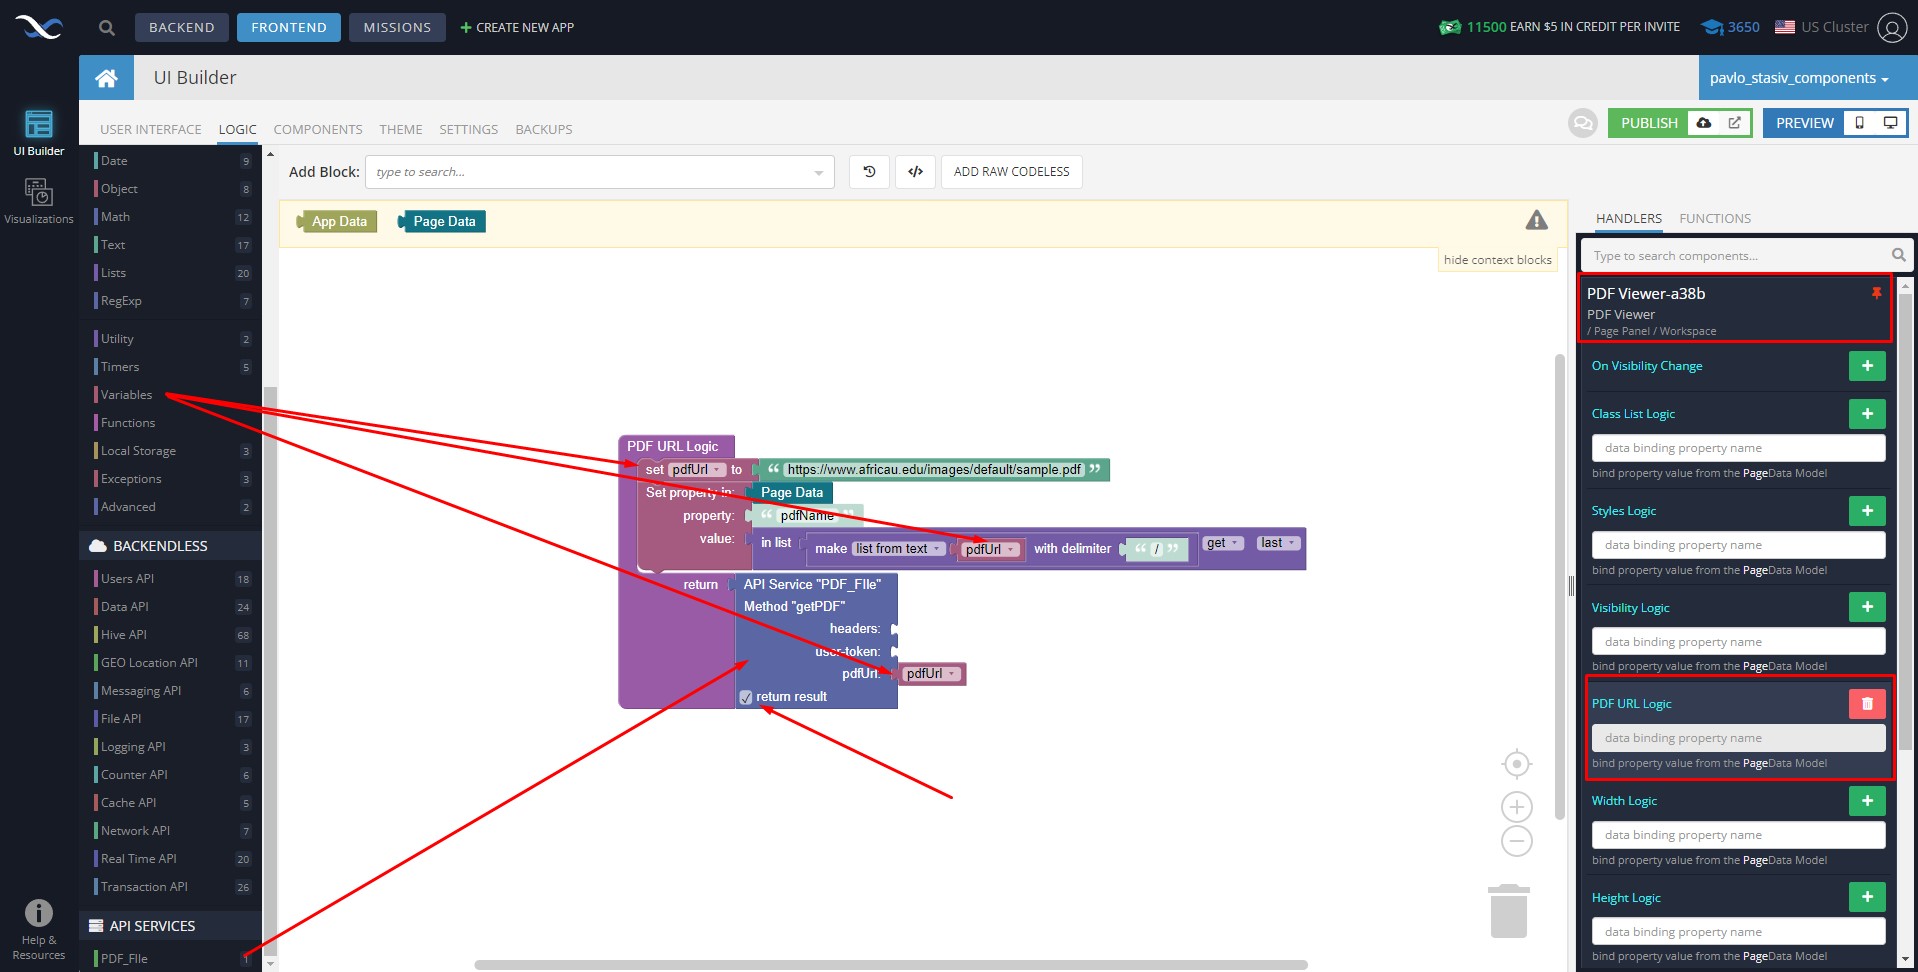 BACKEND FRONTEND MISSIONS + CREATE NEW APP 11500 EARN $5 IN CREDIT PER INVITE 3650 US Cluster
UI Builder pavlo_stasiv_components
USER INTERFACE LOGIC COMPONENTS THEME SETTINGS BACKUPS PUBLISH PREVIEW
UI Builder
Visualizations
Help &
Resources
Date 9
Object 8
Math 12
Text 17
Lists 20
RegExp 7
Utility 2
Timers 5
Variables
Functions
Local Storage 3
Exceptions 3
Advanced 2
BACKENDLESS
Users API 18
Data API 24
Hive API 68
GEO Location API 11
Messaging API 6
File API 17
Logging API 3
Counter API 6
Cache API 5
Network API 7
Real Time API 20
Transaction API 26
API SERVICES
PDF_FIle 1
Add Block: type to search... </> ADD RAW CODELESS
App Data Page Data
hide context blocks
PDF URL Logic
set pdfUrl to “ https://www.africau.edu/images/default/sample.pdf ”
Set property in: Page Data
property: “ pdfName ”
value: in list make list from text pdfUrl with delimiter “ / ” get last
return API Service "PDF_FIle"
Method "getPDF"
headers:
user-token:
pdfUrl: pdfUrl
return result
HANDLERS FUNCTIONS
Type to search components...
PDF Viewer-a38b
PDF Viewer
/ Page Panel / Workspace
On Visibility Change
Class List Logic
data binding property name
bind property value from the PageData Model
Styles Logic
data binding property name
bind property value from the PageData Model
Visibility Logic
data binding property name
bind property value from the PageData Model
PDF URL Logic
data binding property name
bind property value from the PageData Model
Width Logic
data binding property name
bind property value from the PageData Model
Height Logic
data binding property name
bind property value from the PageData Model